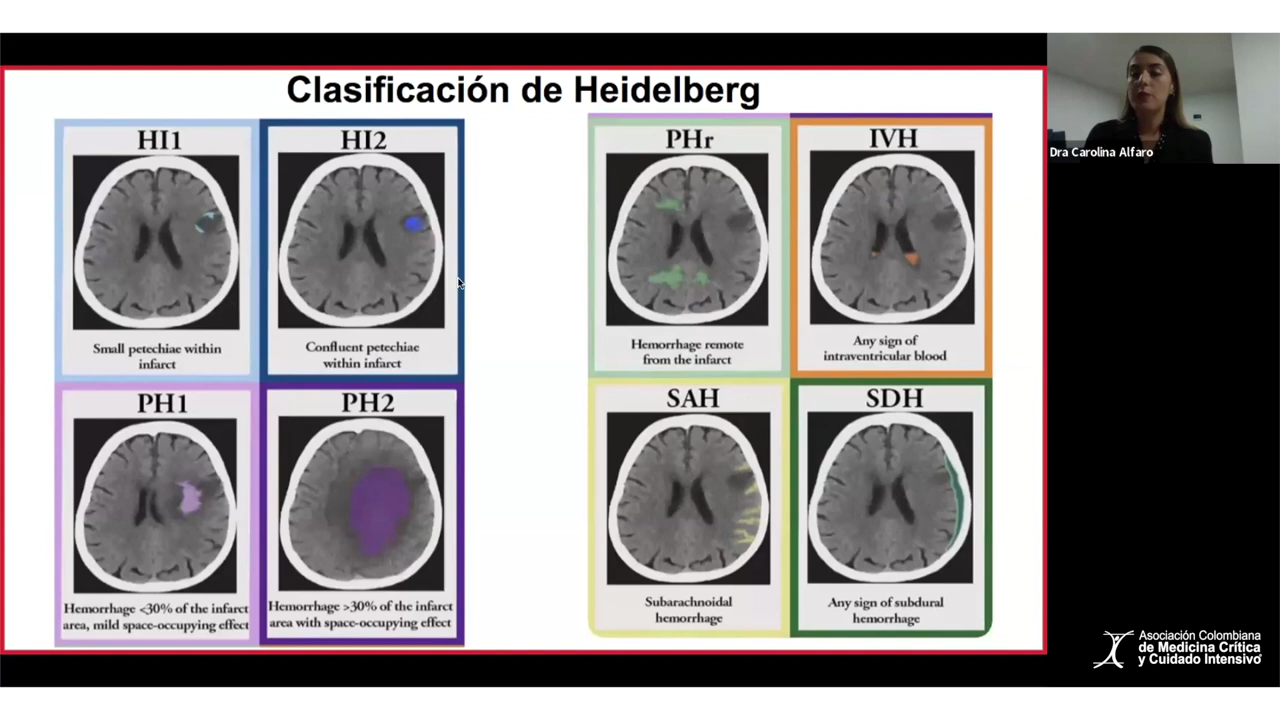 Clasificación de Heidelberg
HI1
Small petechiae within
infarct
HI2
Confluent petechiae
within infarct
PH1
Hemorrhage <30% of the infarct
area, mild space-occupying effect
PH2
Hemorrhage >30% of the infarct
area with space-occupying effect
PHr
Hemorrhage remote
from the infarct
IVH
Any sign of
intraventricular blood
SAH
Subarachnoidal
hemorrhage
SDH
Any sign of subdural
hemorrhage
Dra Carolina Alfaro
Asociación Colombiana
de Medicina Crítica
y Cuidado Intensivo